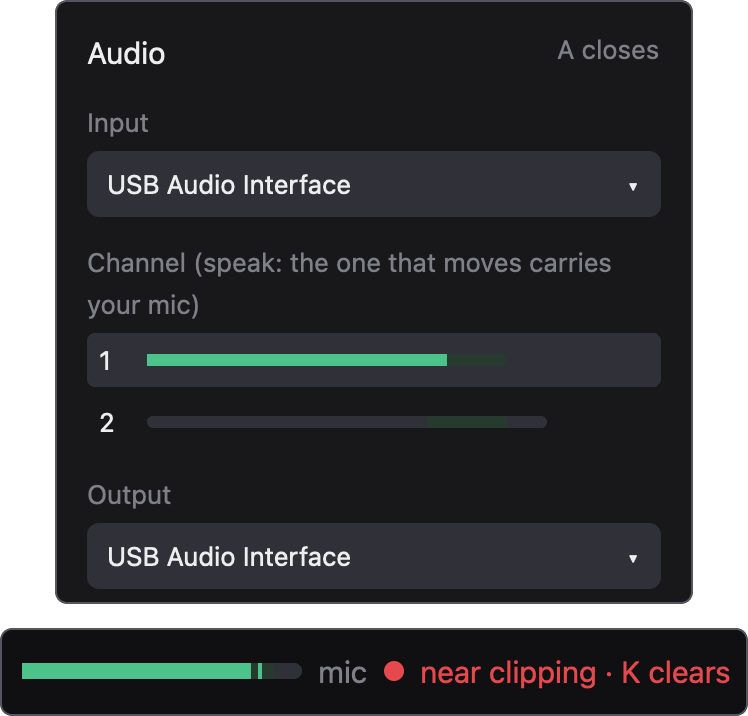 Audio
A closes
Input
USB Audio Interface
Channel (speak: the one that moves carries
your mic)
1
2
Output
USB Audio Interface
mic
near clipping · K clears